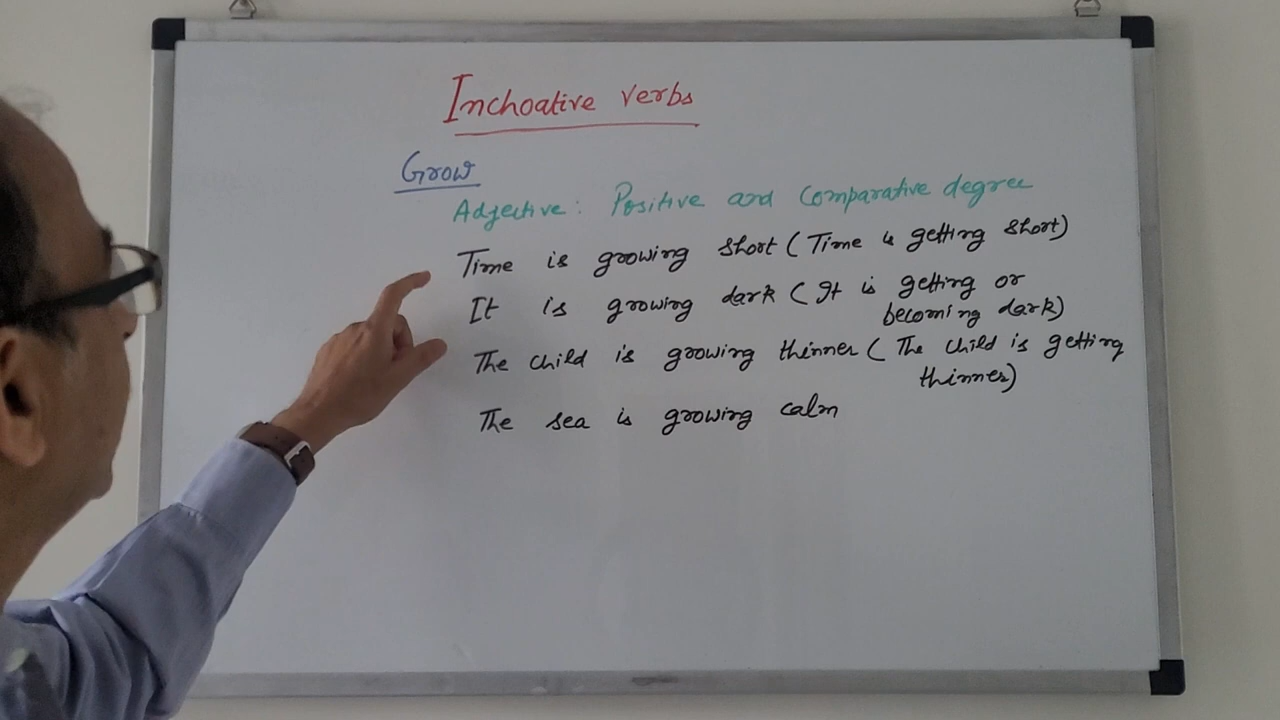 Inchoative verbs
Grow
Adjective: Positive and Comparative degree
Time is growing short (Time is getting short)
It is growing dark (It is getting or
becoming dark)
The child is growing thinner (The child is getting
thinner)
The sea is growing calm